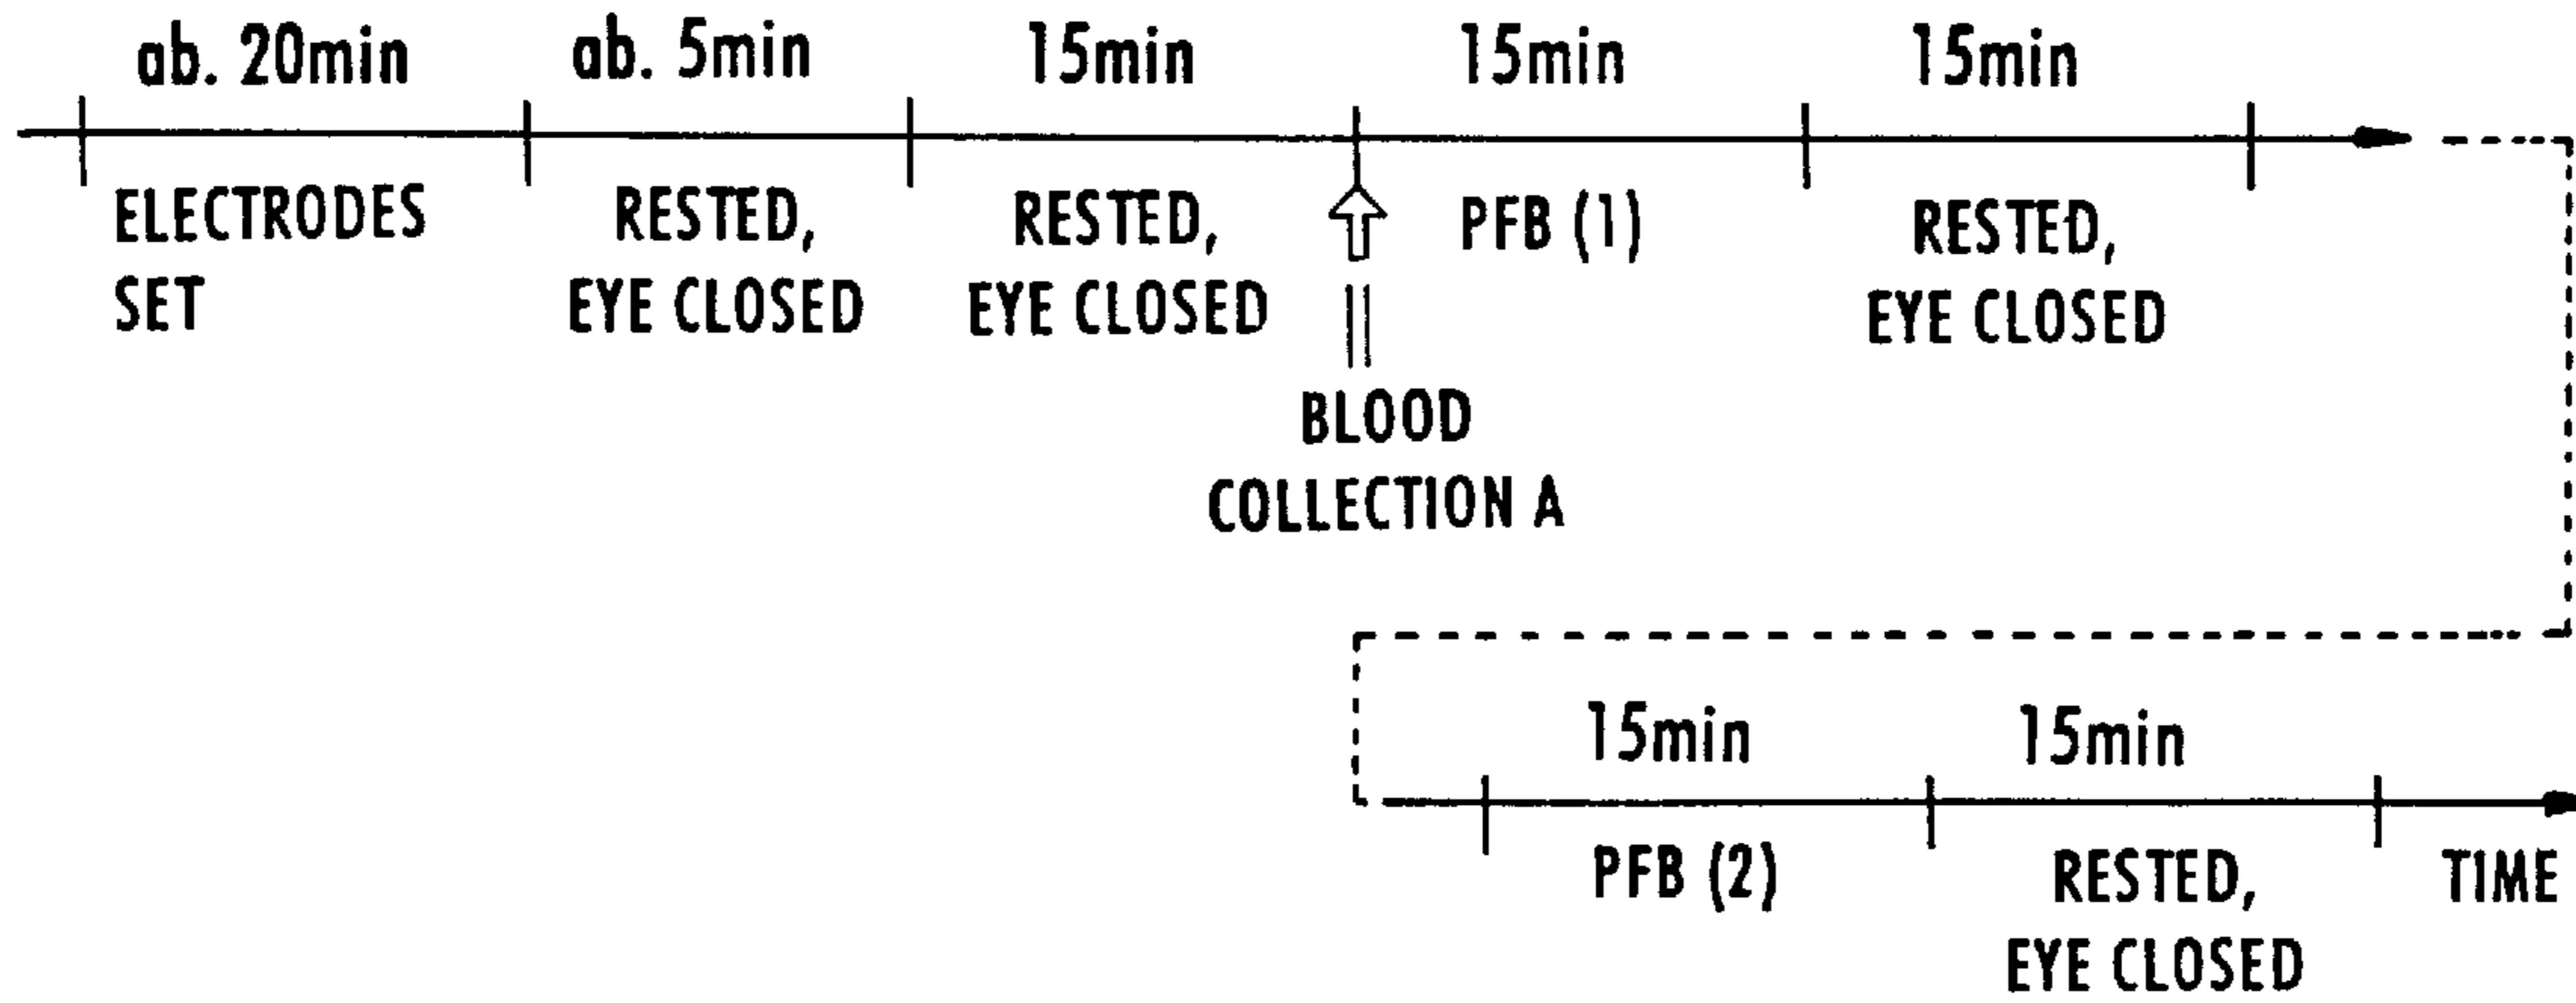 ab. 20min ab. 5min 15min 15min 15min
ELECTRODES
SET
RESTED,
EYE CLOSED
RESTED,
EYE CLOSED
PFB (1)
RESTED,
EYE CLOSED
BLOOD
COLLECTION A
15min 15min
PFB (2)
RESTED,
EYE CLOSED
TIME